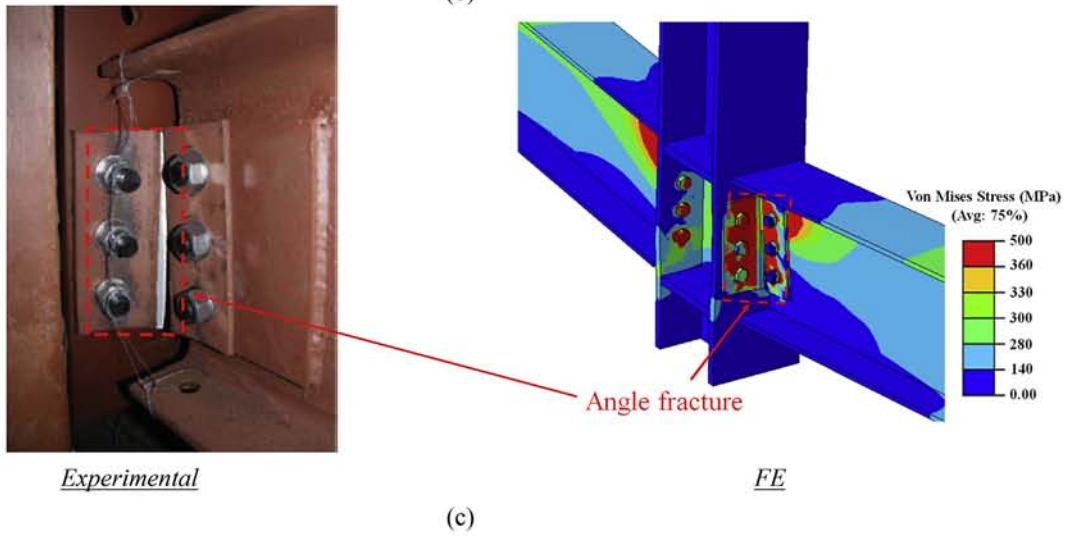 Von Mises Stress (MPa)
(Avg: 75%)
500
360
330
300
280
140
0.00
Angle fracture
Experimental
FE
(c)